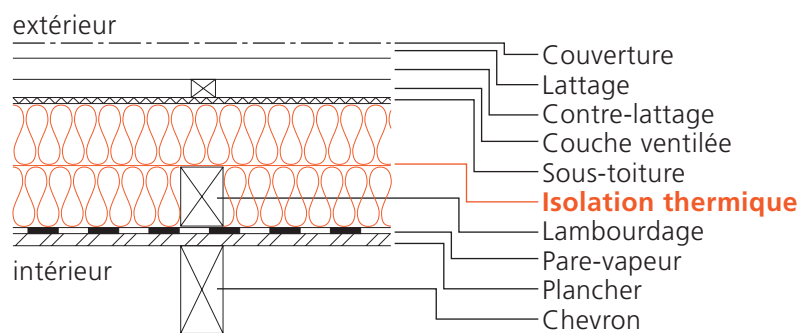 extérieur
Couverture
Lattage
Contre-lattage
Couche ventilée
Sous-toiture
Isolation thermique
Lambourdage
Pare-vapeur
intérieur
Plancher
Chevron